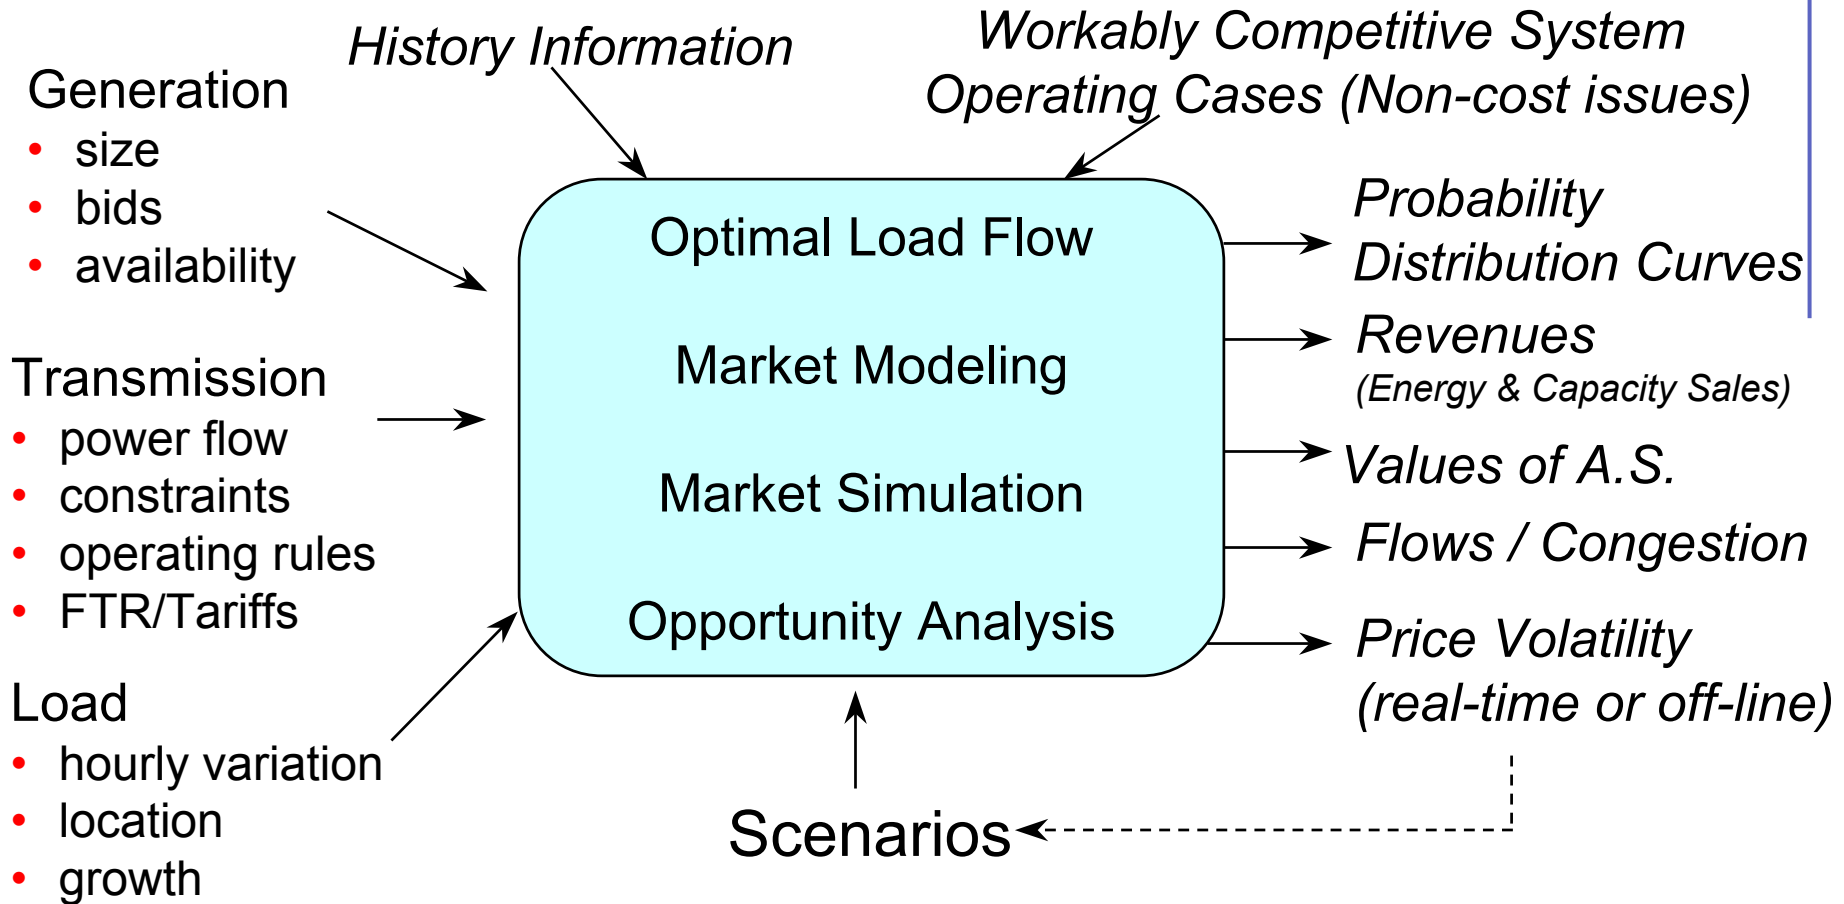 History Information
Workably Competitive System
Operating Cases (Non-cost issues)
Generation
• size
• bids
• availability
Transmission
• power flow
• constraints
• operating rules
• FTR/Tariffs
Load
• hourly variation
• location
• growth
Optimal Load Flow
Market Modeling
Market Simulation
Opportunity Analysis
Scenarios
Probability
Distribution Curves
Revenues
(Energy & Capacity Sales)
Values of A.S.
Flows / Congestion
Price Volatility
(real-time or off-line)